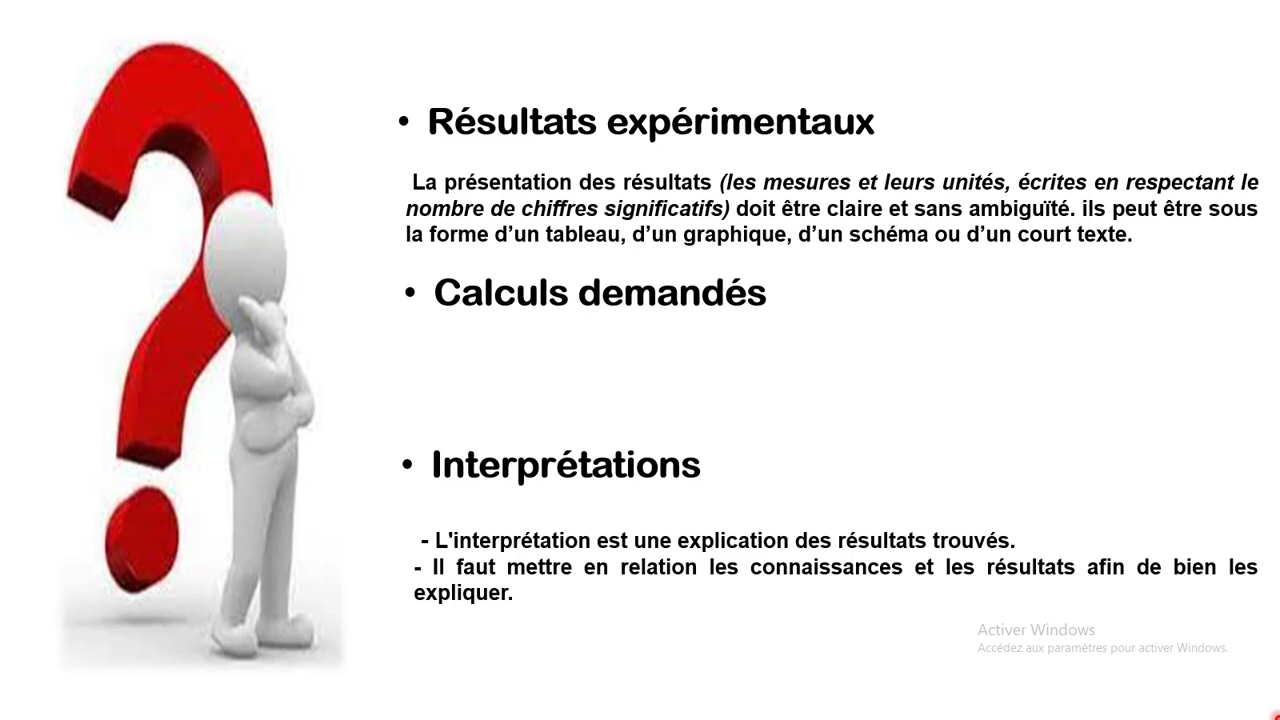 • Résultats expérimentaux
La présentation des résultats (les mesures et leurs unités, écrites en respectant le
nombre de chiffres significatifs) doit être claire et sans ambiguïté. ils peut être sous
la forme d’un tableau, d’un graphique, d’un schéma ou d’un court texte.
• Calculs demandés
• Interprétations
- L'interprétation est une explication des résultats trouvés.
- Il faut mettre en relation les connaissances et les résultats afin de bien les
expliquer.
Activer Windows
Accédez aux paramètres pour activer Windows.